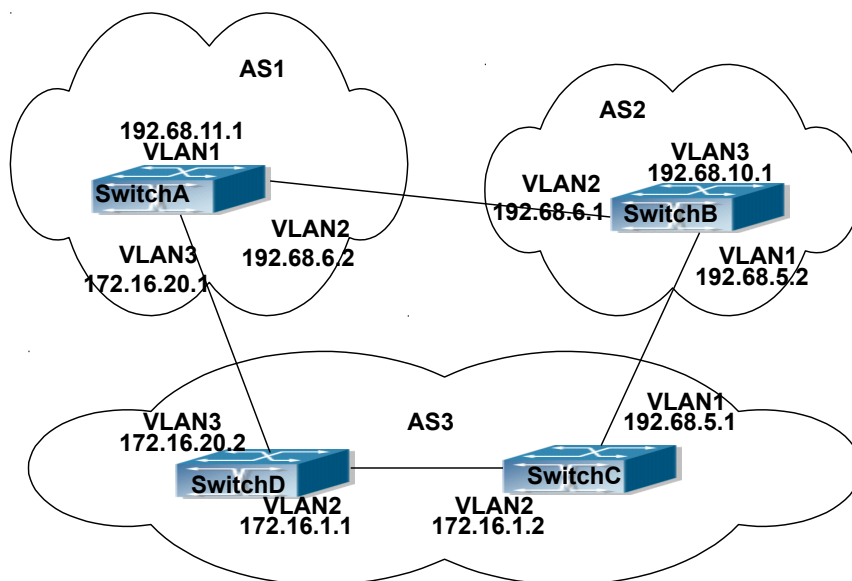 AS1
AS2
192.68.11.1
VLAN1
SwitchA
VLAN3
192.68.10.1
VLAN2
192.68.6.1
SwitchB
VLAN2
192.68.6.2
VLAN3
172.16.20.1
VLAN1
192.68.5.2
VLAN1
192.68.5.1
AS3
VLAN3
172.16.20.2
SwitchD
SwitchC
VLAN2
172.16.1.1
VLAN2
172.16.1.2